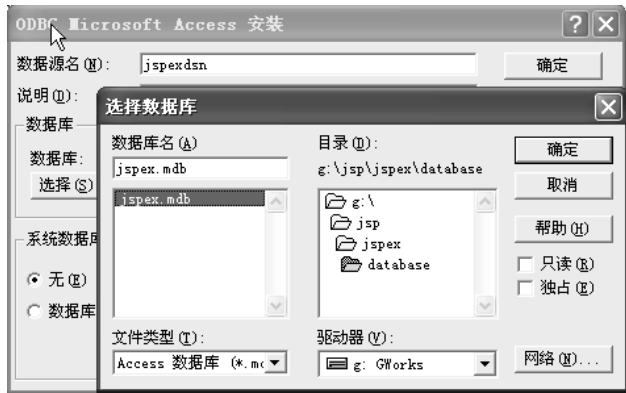 ODBC Microsoft Access 安装
数据源名(N):
jspexdsn
确定
说明(D):
数据库
数据库:
选择(S)
系统数据库
无(E)
数据库
选择数据库
数据库名(A)
jspex.mdb
jspex.mdb
文件类型(T):
Access 数据库 (*.mc
目录(D):
g:\jsp\jspex\database
g:\
jsp
jspex
database
驱动器(V):
g: GWorks
确定
取消
帮助(H)
只读(R)
独占(E)
网络(N)...